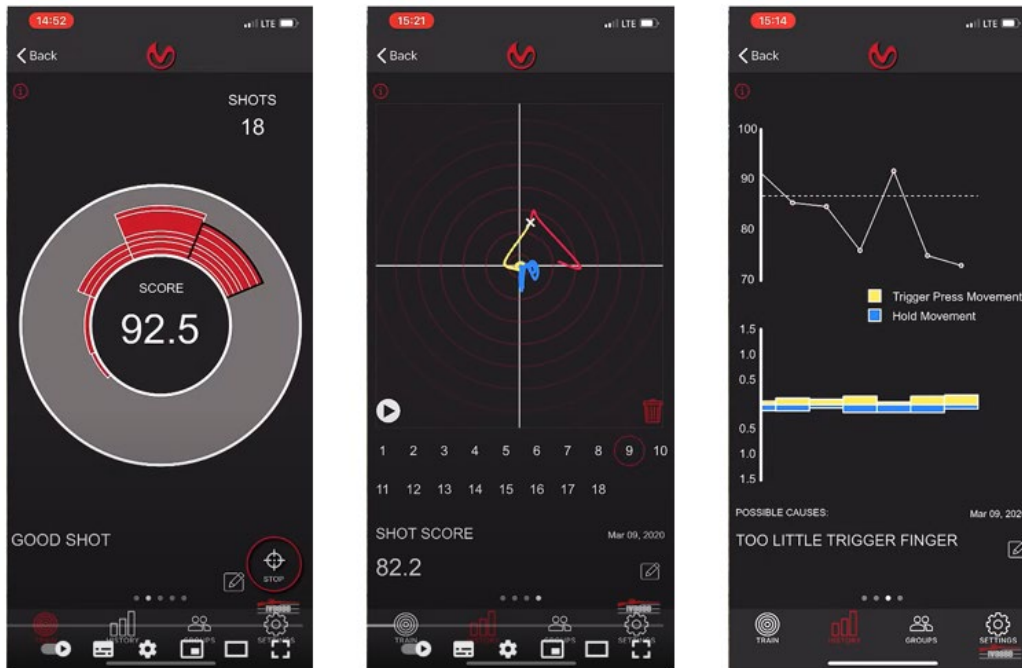 14:52
LTE
Back
SHOTS
18
SCORE
92.5
GOOD SHOT
STOP
HISTORY
GROUPS
SETTINGS
15:21
LTE
Back
1 2 3 4 5 6 7 8 9 10
11 12 13 14 15 16 17 18
SHOT SCORE
Mar 09, 2020
82.2
TRAIN
GROUPS
SETTINGS
15:14
LTE
Back
100
90
80
70
Trigger Press Movement
Hold Movement
1.5
1.0
0.5
0.5
1.0
1.5
POSSIBLE CAUSES:
Mar 09, 202
TOO LITTLE TRIGGER FINGER
TRAIN
HISTORY
GROUPS
SETTINGS